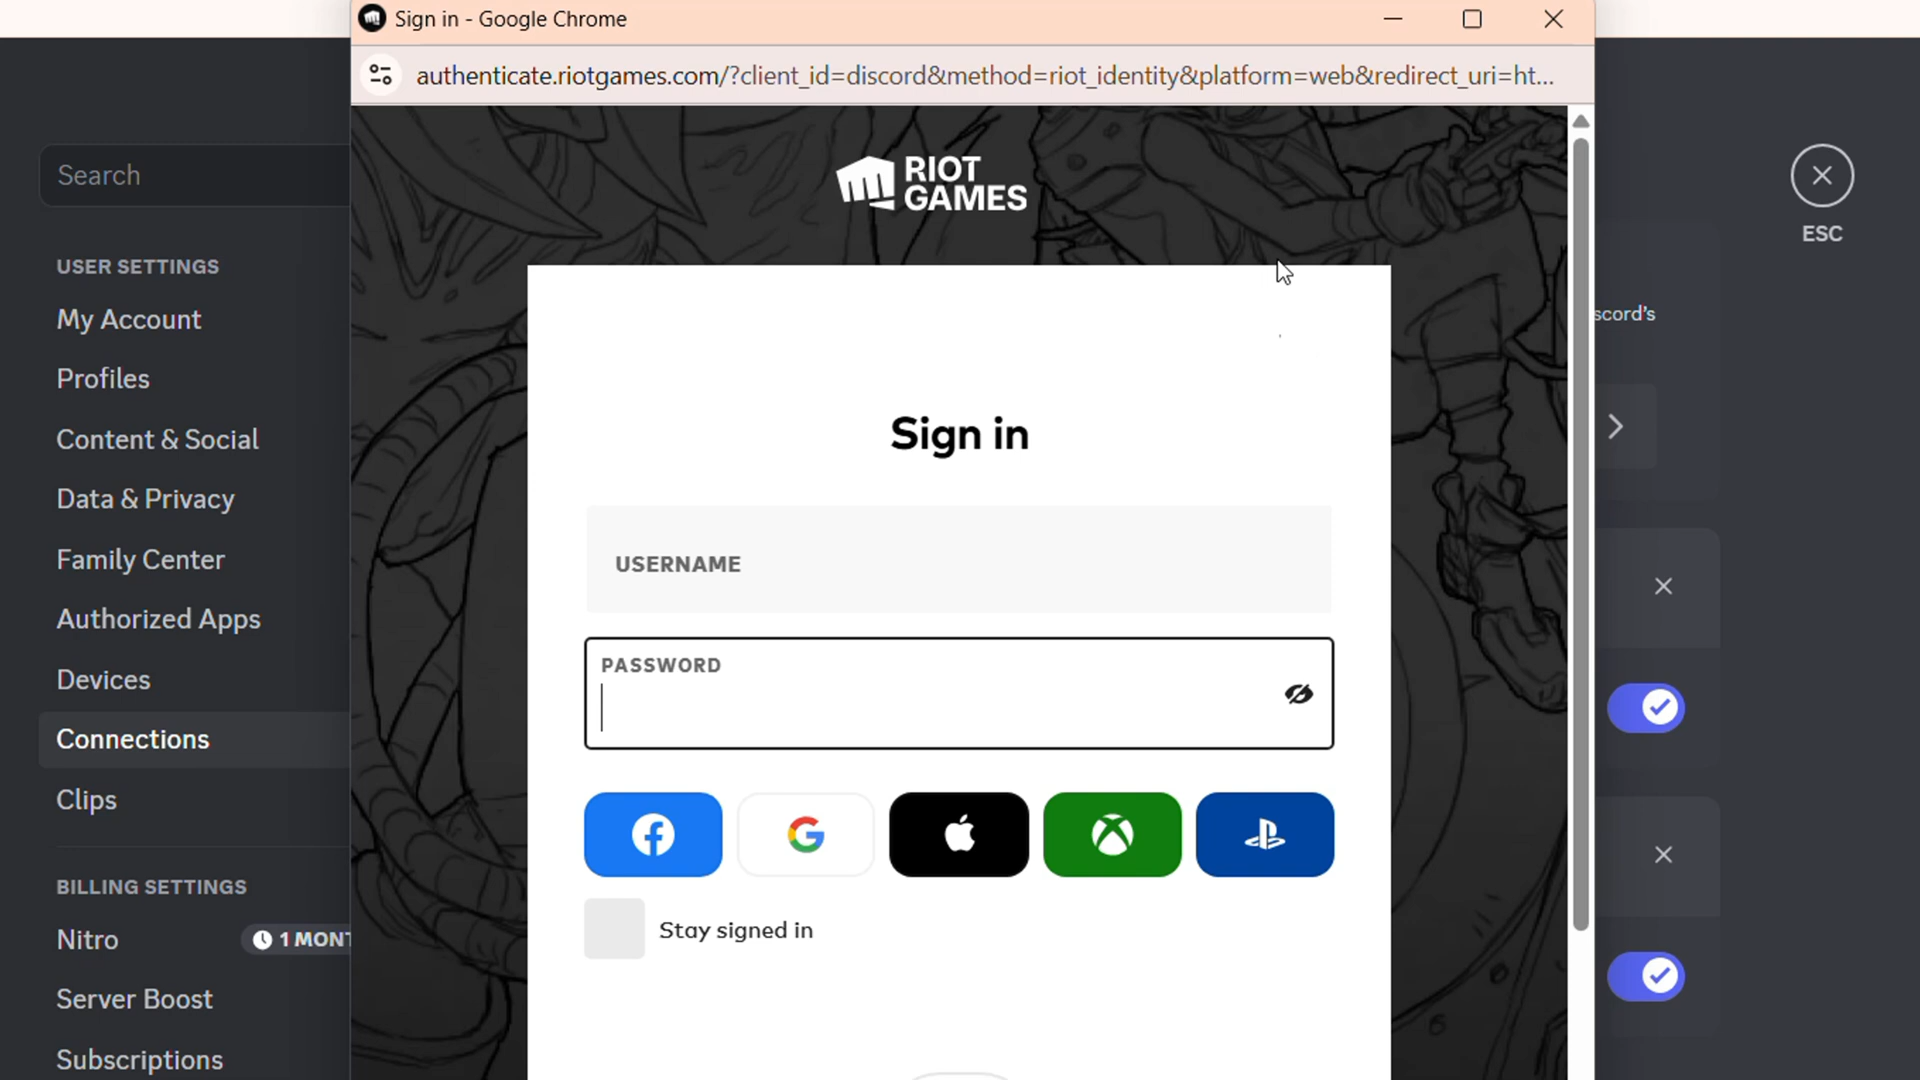 Sign in - Google Chrome
authenticate.riotgames.com/?client_id=discord&method=riot_identity&platform=web&redirect_uri=ht...
RIOT
GAMES
Search
ESC
USER SETTINGS
My Account
Profiles
Content & Social
Data & Privacy
Family Center
Authorized Apps
Devices
Connections
Clips
BILLING SETTINGS
Nitro
1 MONT
Server Boost
Subscriptions
Sign in
USERNAME
PASSWORD
Stay signed in
scord's